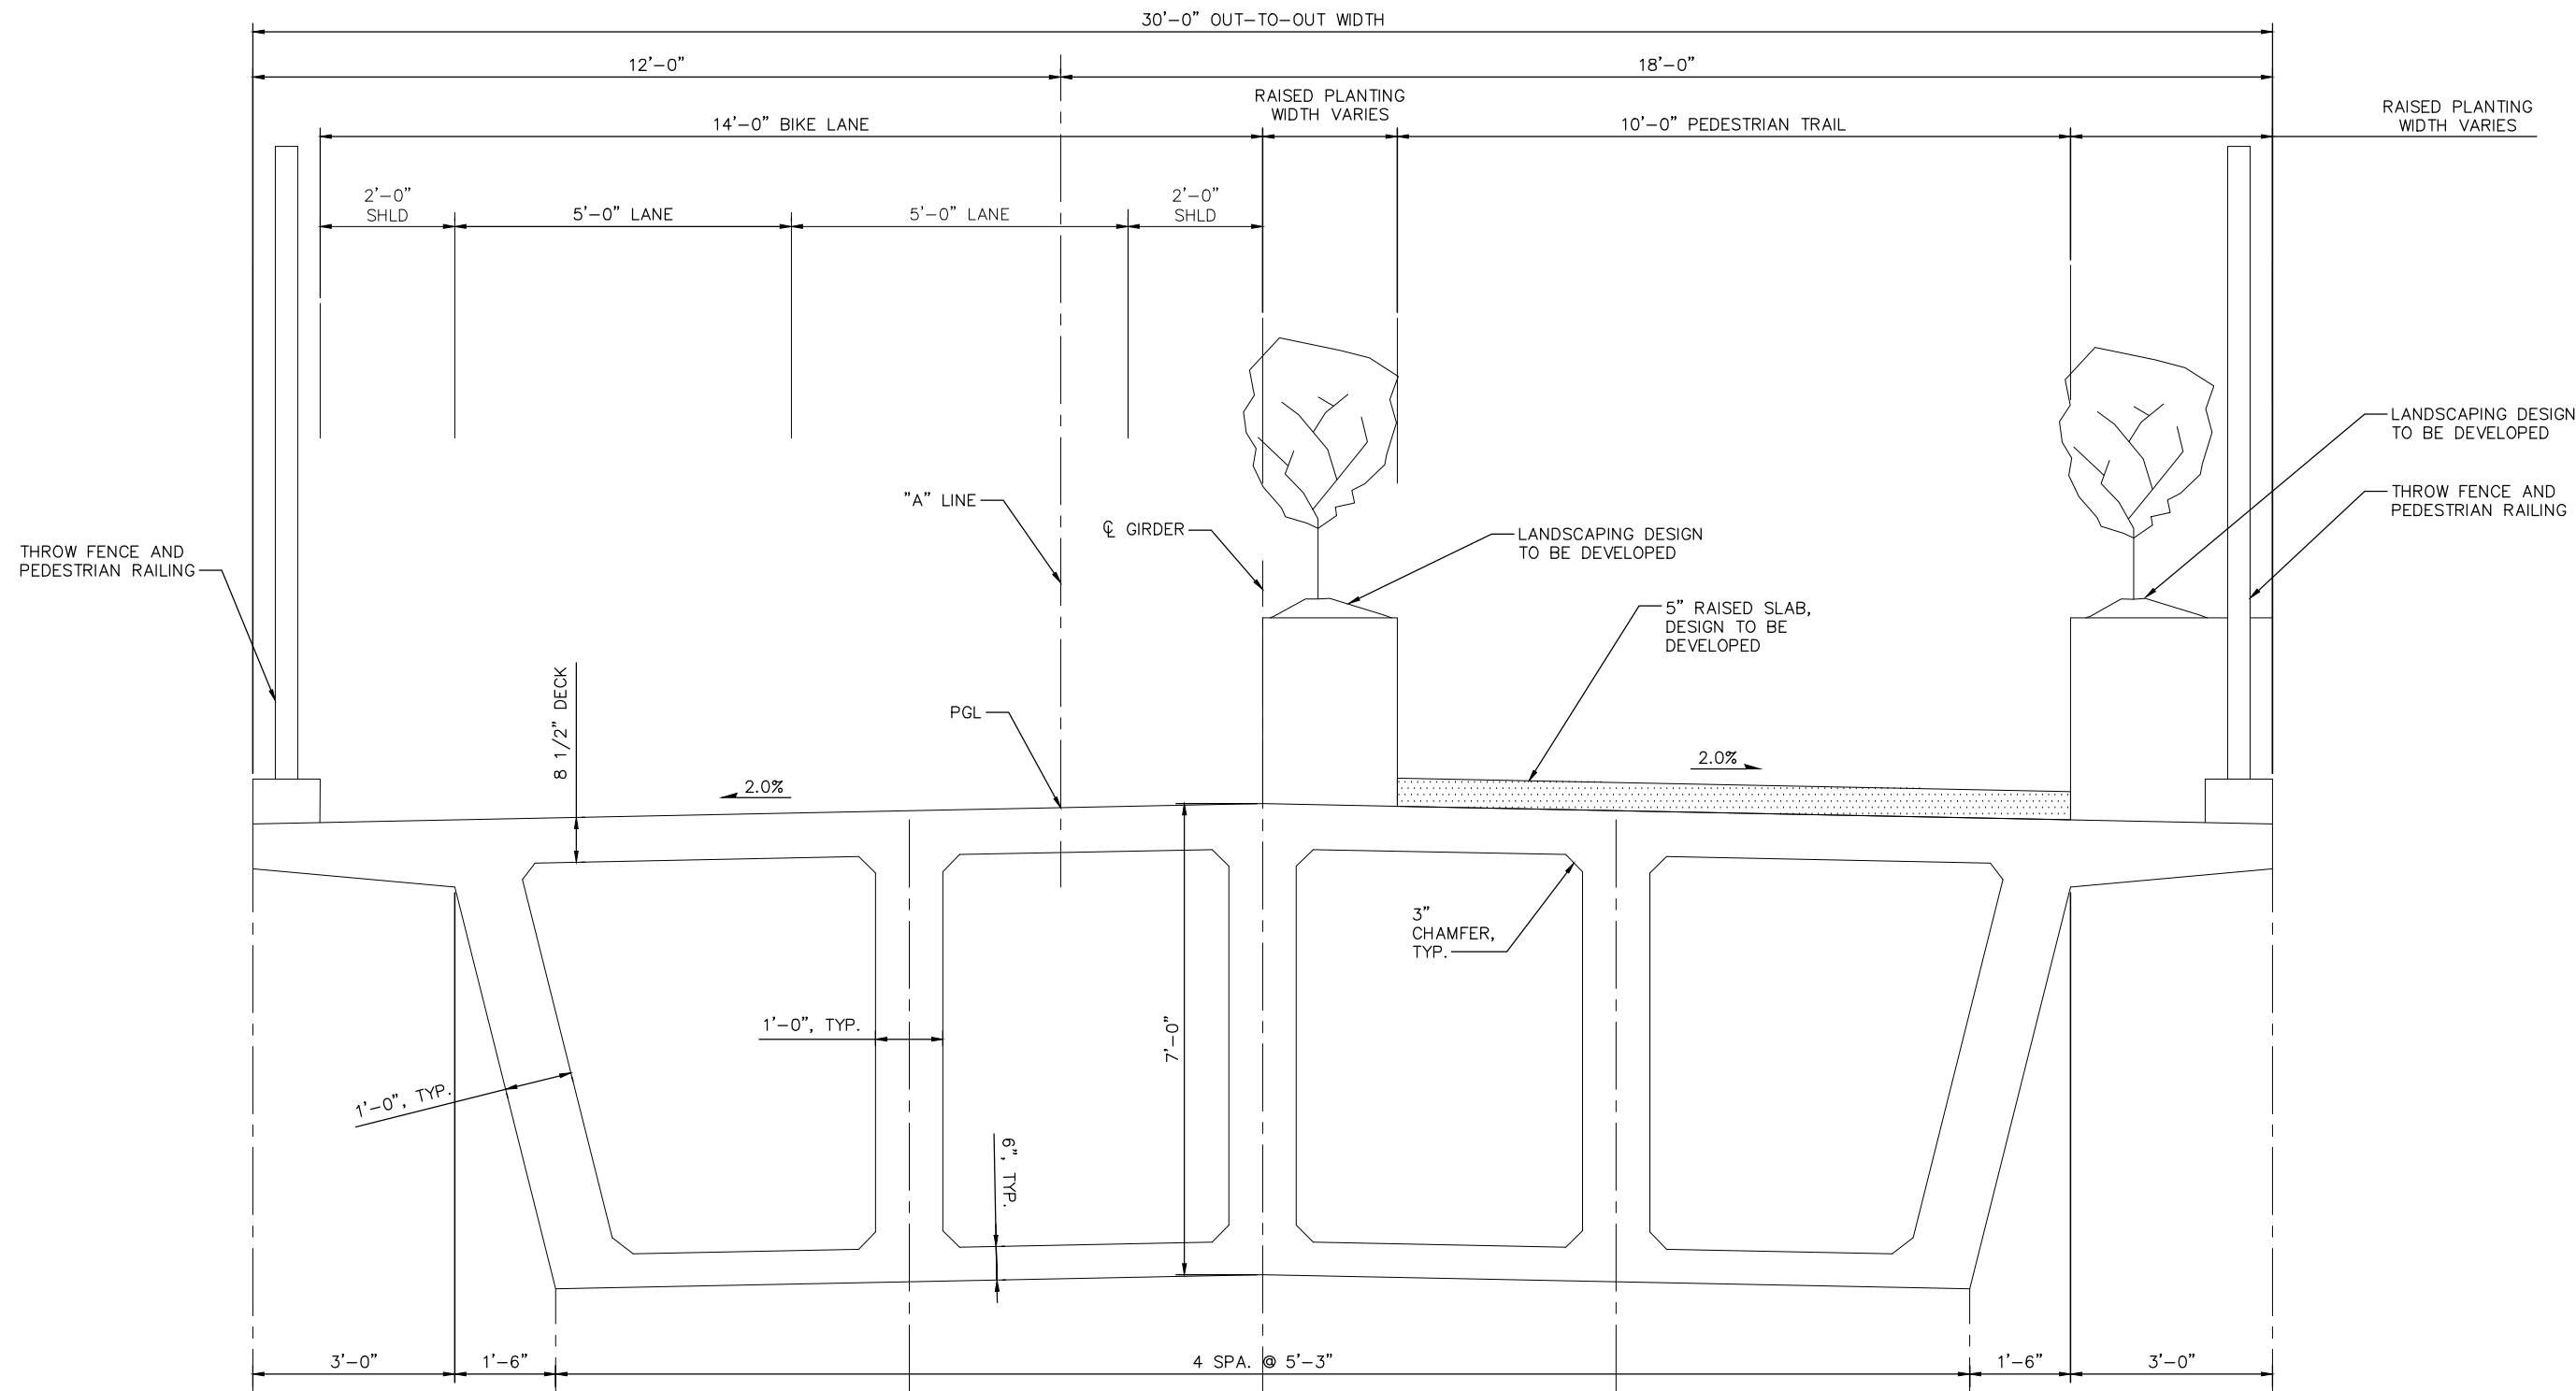 30'-0" OUT-TO-OUT WIDTH
12'-0"
18'-0"
RAISED PLANTING
WIDTH VARIES
RAISED PLANTING
WIDTH VARIES
14'-0" BIKE LANE
10'-0" PEDESTRIAN TRAIL
2'-0"
SHLD
5'-0" LANE
5'-0" LANE
2'-0"
SHLD
LANDSCAPING DESIGN
TO BE DEVELOPED
"A" LINE
THROW FENCE AND
PEDESTRIAN RAILING
℄ GIRDER
LANDSCAPING DESIGN
TO BE DEVELOPED
THROW FENCE AND
PEDESTRIAN RAILING
5" RAISED SLAB,
DESIGN TO BE
DEVELOPED
8 1/2" DECK
PGL
2.0%
2.0%
3"
CHAMFER,
TYP.
1'-0", TYP.
7'-0"
1'-0", TYP.
6", TYP.
3'-0"
1'-6"
4 SPA. @ 5'-3"
1'-6"
3'-0"